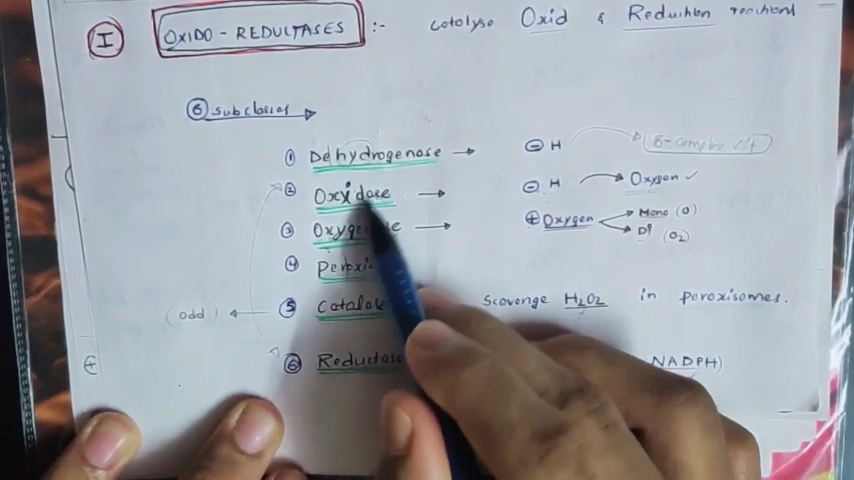 I OXIDO-REDUCTASES :- catalyse Oxid & Reduction reactions
⑥ subclasses →
① Dehydrogenase → ⊖ H B-Complex Vit
② Oxidase → ⊖ H → Oxygen ✓
③ → ⊕ Oxygen Mono (O)
Di (O2)
④
(odd) ← ⑤ Catalase scavenge H2O2 in peroxisomes.
⑥ Reductase NADPH)